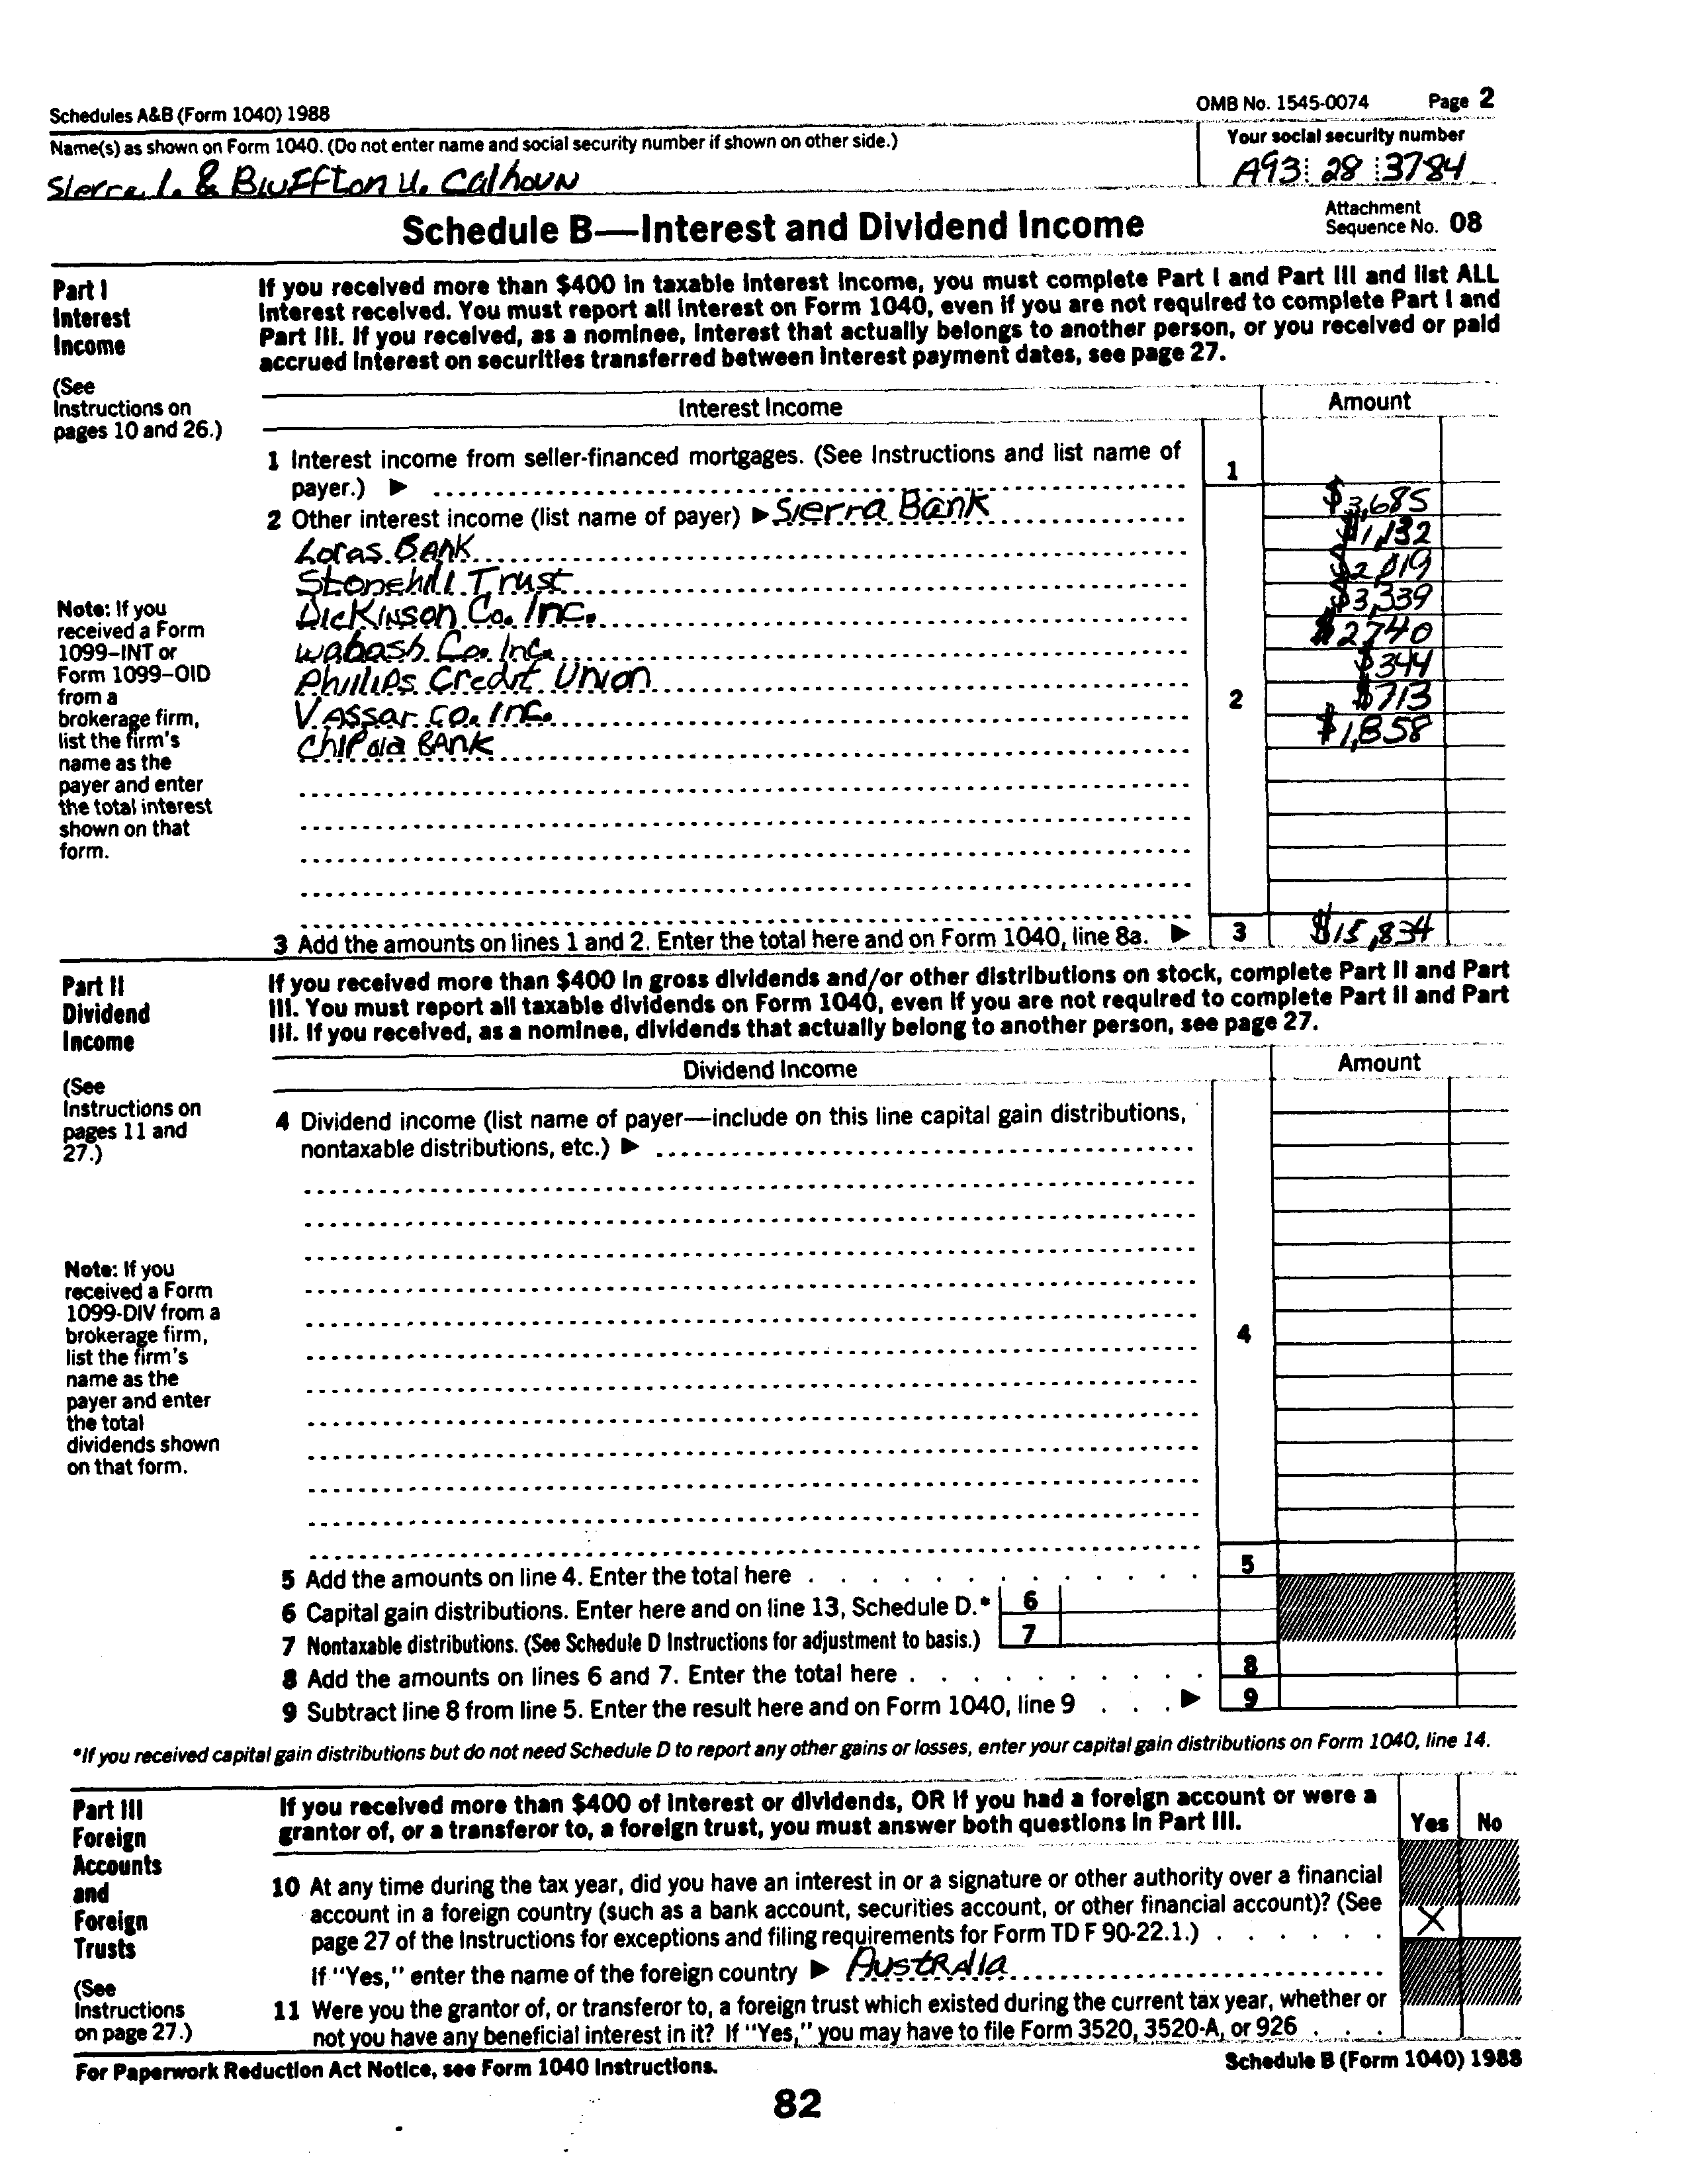 Schedules A&B (Form 1040) 1988 OMB No. 1545-0074 Page 2
Name(s) as shown on Form 1040. (Do not enter name and social security number if shown on other side.) Your social security number
Sierra I. & Bluffton U. Calhoun A93 28 3784
Schedule B—Interest and Dividend Income Attachment Sequence No. 08
Part I
Interest
Income
(See
Instructions on
pages 10 and 26.)
If you received more than $400 in taxable interest income, you must complete Part I and Part III and list ALL
interest received. You must report all interest on Form 1040, even if you are not required to complete Part I and
Part III. If you received, as a nominee, interest that actually belongs to another person, or you received or paid
accrued interest on securities transferred between interest payment dates, see page 27.
Interest Income Amount
1 Interest income from seller-financed mortgages. (See Instructions and list name of
payer.) ▶ 1
2 Other interest income (list name of payer) ▶ Sierra Bank $3,685
Loras BANK $1,132
Stonehill Trust $2,019
Dickinson Co. Inc. $3,339
Wabash Co. Inc. $2740
Phillips Credit Union $344
2
Vassar co. Inc. $713
Chip ola BANK $1,858
Note: If you
received a Form
1099–INT or
Form 1099–OID
from a
brokerage firm,
list the firm's
name as the
payer and enter
the total interest
shown on that
form.
3 Add the amounts on lines 1 and 2. Enter the total here and on Form 1040, line 8a. ▶ 3 $15,834
Part II
Dividend
Income
(See
Instructions on
pages 11 and
27.)
If you received more than $400 in gross dividends and/or other distributions on stock, complete Part II and Part
III. You must report all taxable dividends on Form 1040, even if you are not required to complete Part II and Part
III. If you received, as a nominee, dividends that actually belong to another person, see page 27.
Dividend Income Amount
4 Dividend income (list name of payer—include on this line capital gain distributions,
nontaxable distributions, etc.) ▶
4
Note: If you
received a Form
1099-DIV from a
brokerage firm,
list the firm's
name as the
payer and enter
the total
dividends shown
on that form.
5 Add the amounts on line 4. Enter the total here 5
6 Capital gain distributions. Enter here and on line 13, Schedule D.* 6
7 Nontaxable distributions. (See Schedule D Instructions for adjustment to basis.) 7
8 Add the amounts on lines 6 and 7. Enter the total here 8
9 Subtract line 8 from line 5. Enter the result here and on Form 1040, line 9 ▶ 9
*If you received capital gain distributions but do not need Schedule D to report any other gains or losses, enter your capital gain distributions on Form 1040, line 14.
Part III
Foreign
Accounts
and
Foreign
Trusts
(See
Instructions
on page 27.)
If you received more than $400 of interest or dividends, OR if you had a foreign account or were a
grantor of, or a transferor to, a foreign trust, you must answer both questions in Part III. Yes No
10 At any time during the tax year, did you have an interest in or a signature or other authority over a financial
account in a foreign country (such as a bank account, securities account, or other financial account)? (See
page 27 of the Instructions for exceptions and filing requirements for Form TD F 90-22.1.) X
If "Yes," enter the name of the foreign country ▶ Australia
11 Were you the grantor of, or transferor to, a foreign trust which existed during the current tax year, whether or
not you have any beneficial interest in it? If "Yes," you may have to file Form 3520, 3520-A, or 926
For Paperwork Reduction Act Notice, see Form 1040 Instructions. Schedule B (Form 1040) 1988
82